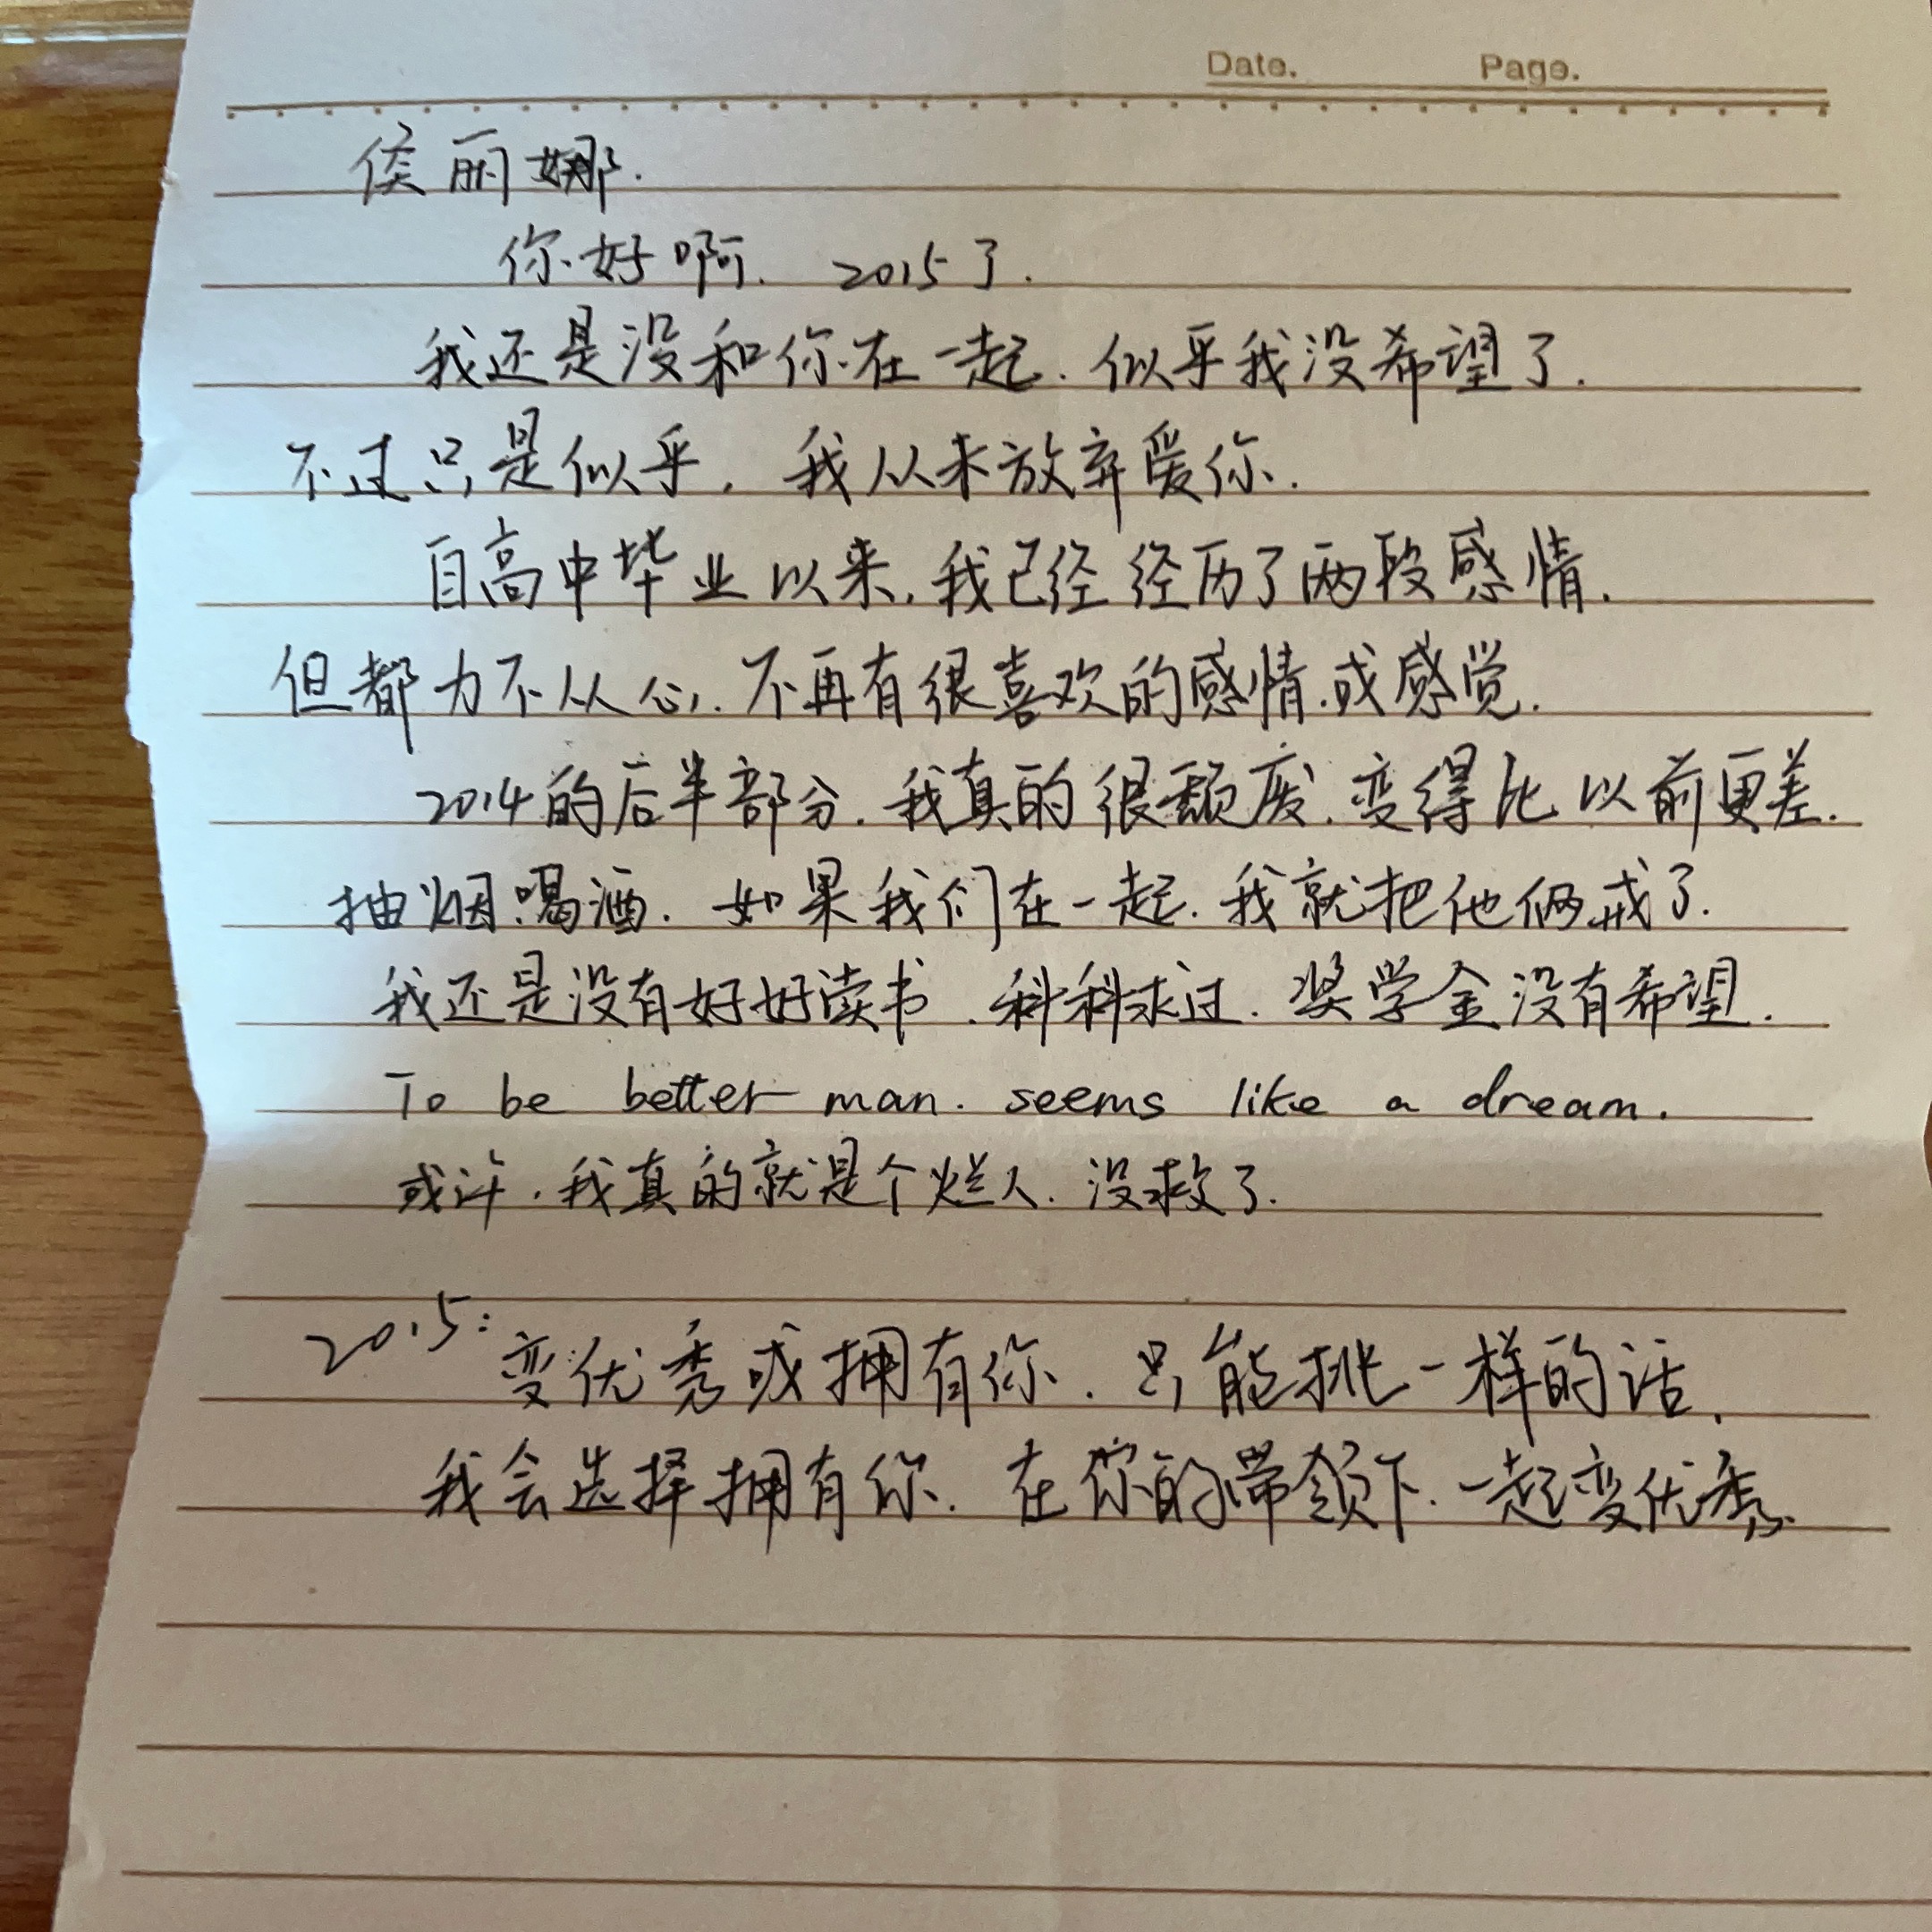 Date. Page.
侯丽娜.
你好啊. 2015了.
我还是没和你在一起. 似乎我没希望了.
不过只是似乎, 我从未放弃爱你.
自高中毕业以来,我已经经历了两段感情.
但都力不从心,不再有很喜欢的感情.或感觉.
2014的后半部分.我真的很颓废.变得比以前更差.
抽烟喝酒. 如果我们在一起.我就把他俩戒了.
我还是没有好好读书.科科求过. 奖学金没有希望.
To be better man. seems like a dream.
或许.我真的就是个烂人.没救了.
2015:
变优秀或拥有你.只能挑一样的话,
我会选择拥有你. 在你的带领下.一起变优秀.